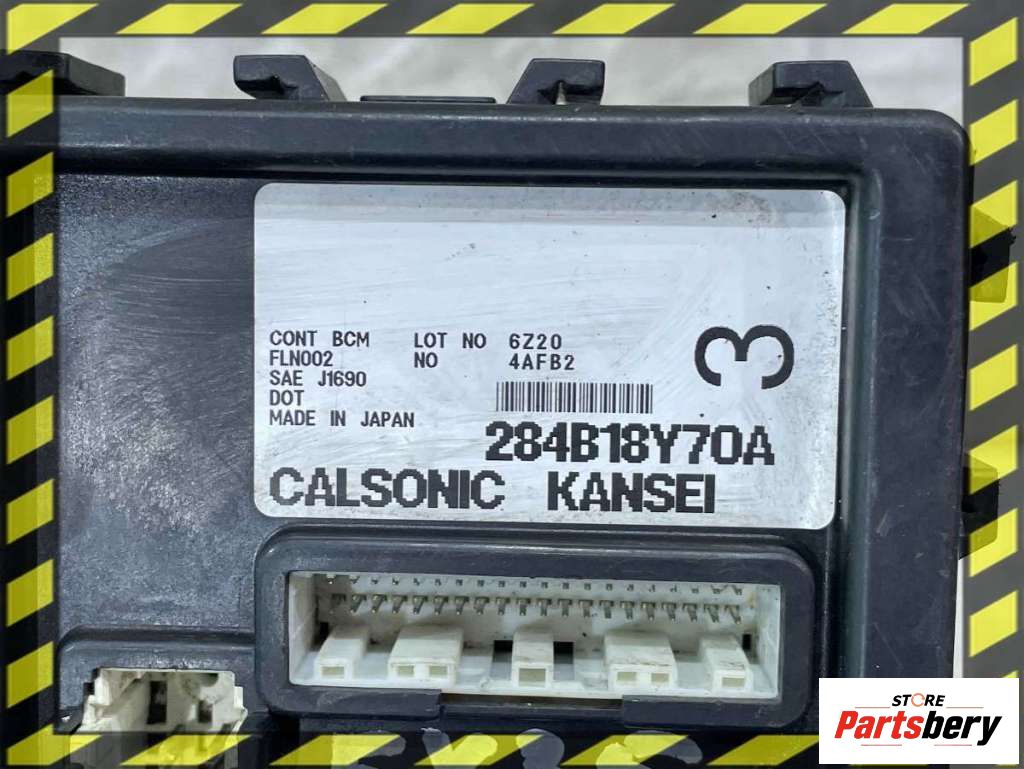 CONT BCM LOT NO 6Z20
FLN002 NO 4AFB2
SAE J1690
DOT
MADE IN JAPAN
3
284B18Y70A
CALSONIC KANSEI
STORE
Partsbery